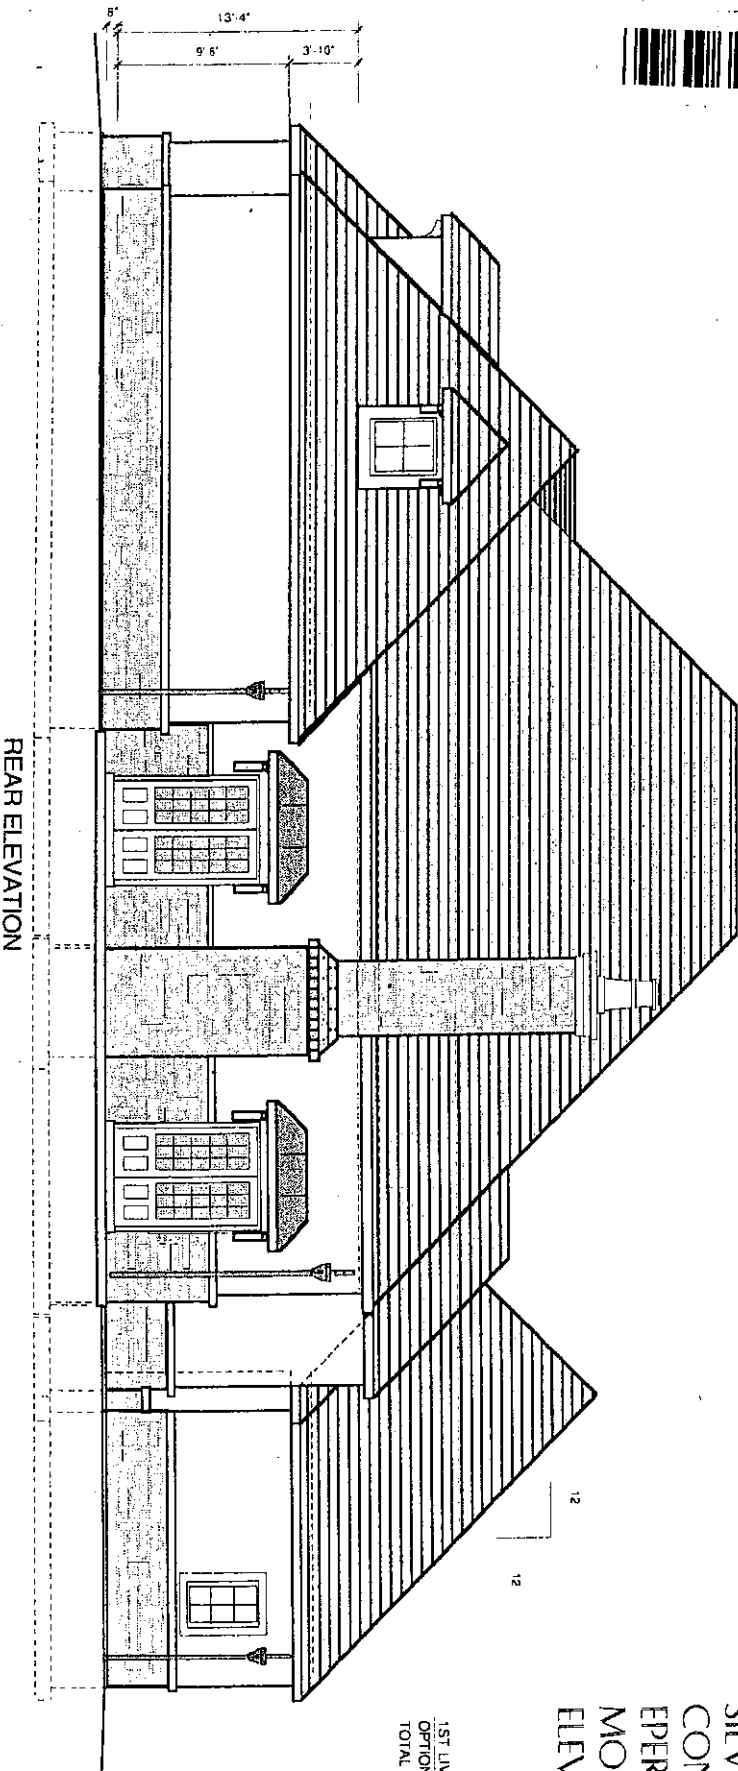 6"
13'-4"
9'-6"
3'-10"
12
12
CON
EPER
MO
ELEV
1ST LIV
OPTION
TOTAL
REAR ELEVATION